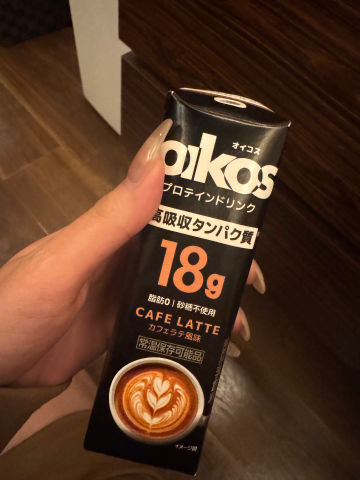 オイコス
oikos
プロテインドリンク
高吸収タンパク質
18g
脂肪0 | 砂糖不使用
CAFE LATTE
カフェラテ風味
常温保存可能品
イメージ図